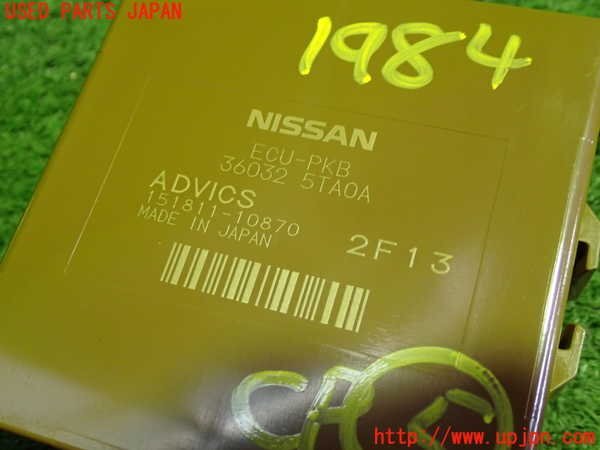 USED PARTS JAPAN
1984
NISSAN
ECU-PKB
36032 5TA0A
ADVICS
151811-10870
MADE IN JAPAN
2F13
http://www.upjpn.com